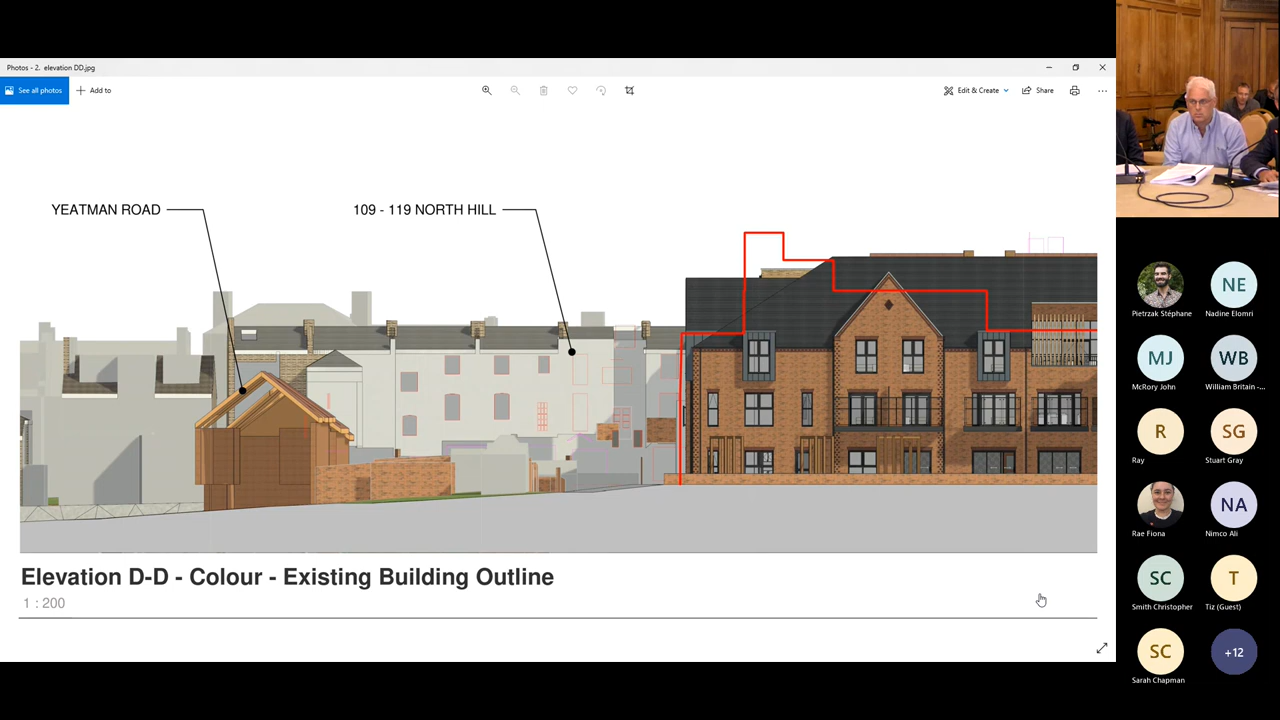 Photos - 2. elevation DD.jpg
See all photos
Add to
Edit & Create
Share
YEATMAN ROAD
109 - 119 NORTH HILL
Elevation D-D - Colour - Existing Building Outline
1 : 200
Pietrzak Stéphane
NE
Nadine Elomri
MJ
McRory John
WB
William Britain -...
R
Ray
SG
Stuart Gray
Rae Fiona
NA
Nimco Ali
SC
Smith Christopher
T
Tiz (Guest)
SC
Sarah Chapman
+12